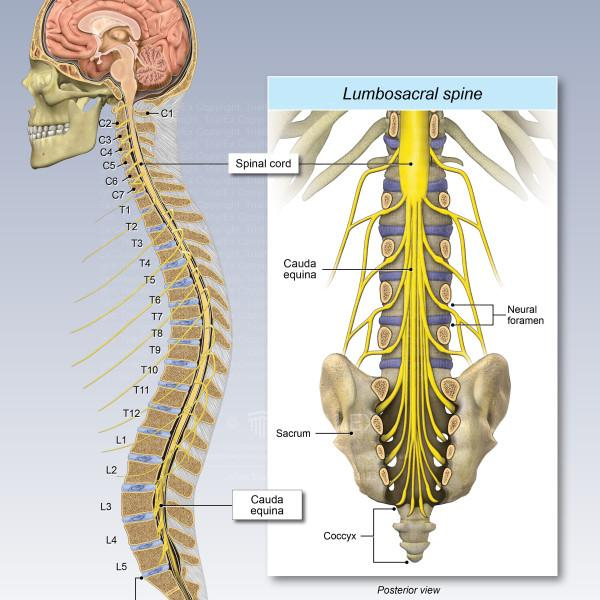 Lumbosacral spine
C1
C2
C3
C4
C5
C6
C7
T1
T2
T3
T4
T5
T6
T7
T8
T9
T10
T11
T12
L1
L2
L3
L4
L5
Spinal cord
Cauda
equina
Cauda
equina
Neural
foramen
Sacrum
Coccyx
Posterior view